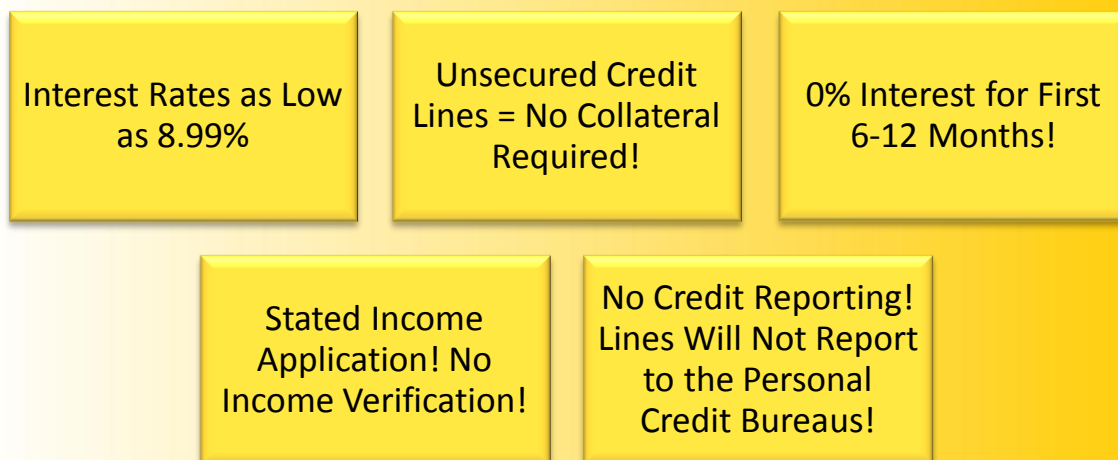 Interest Rates as Low
as 8.99%
Unsecured Credit
Lines = No Collateral
Required!
0% Interest for First
6-12 Months!
Stated Income
Application! No
Income Verification!
No Credit Reporting!
Lines Will Not Report
to the Personal
Credit Bureaus!